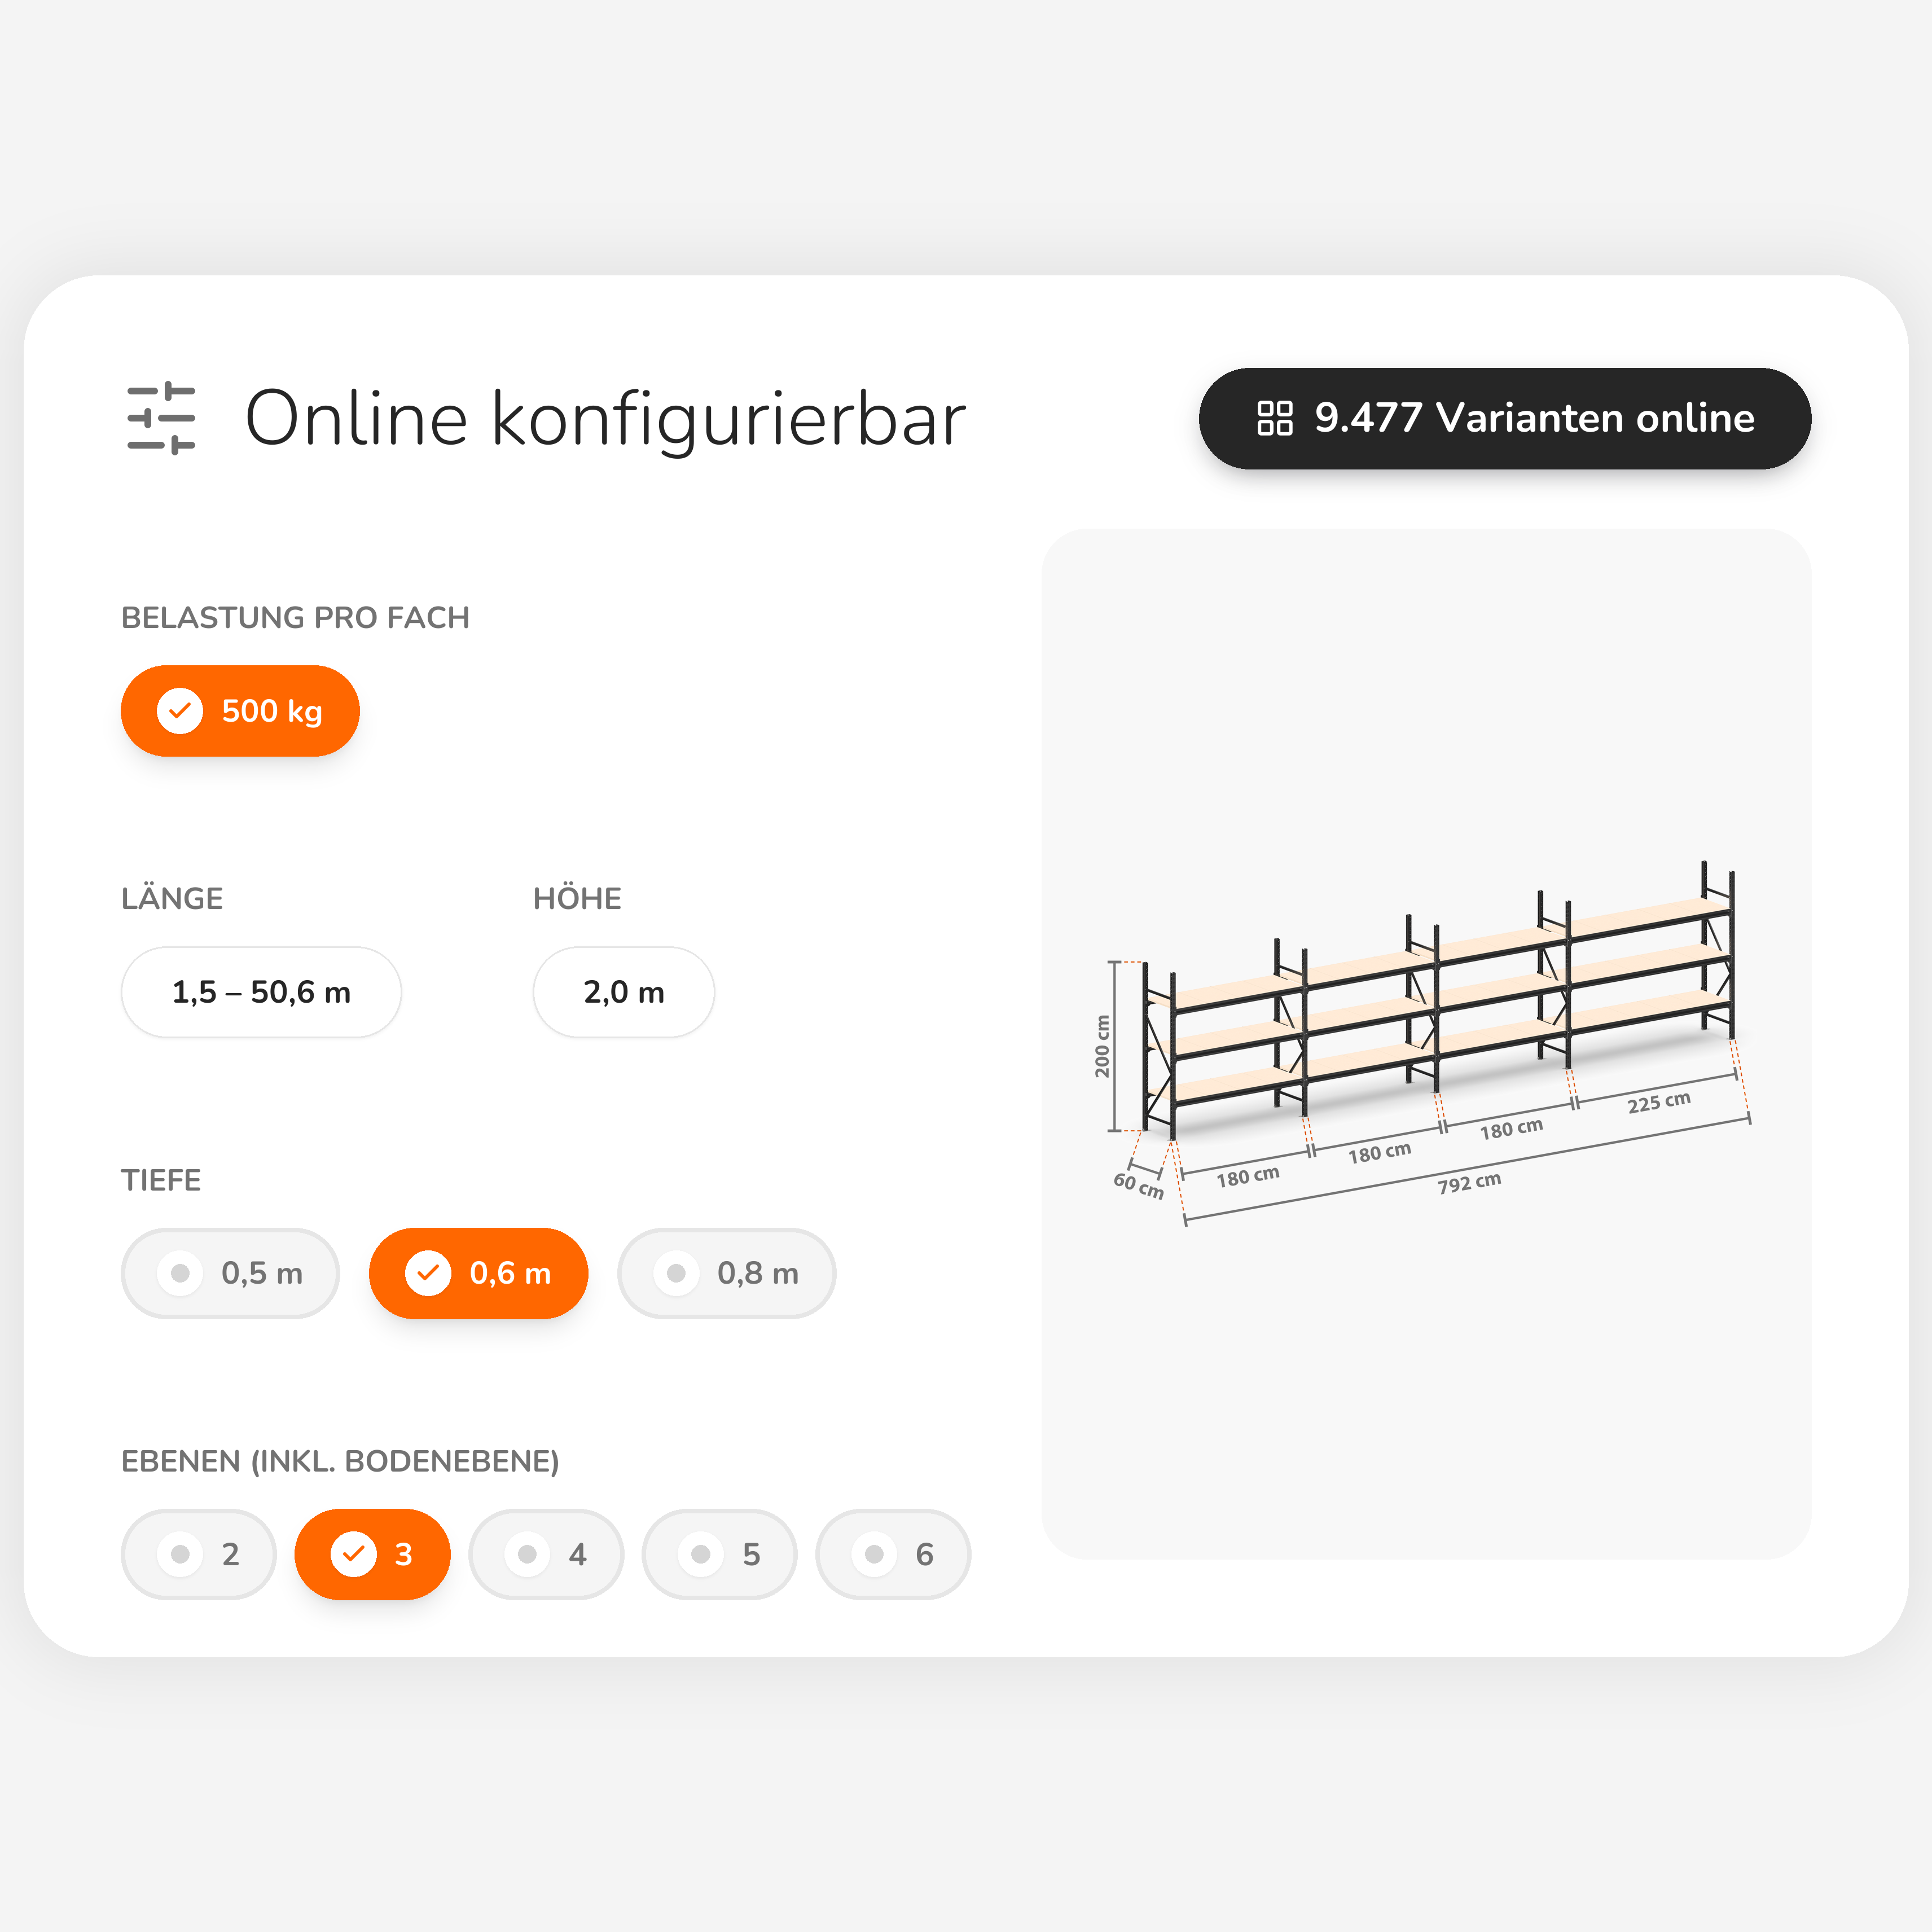 Online konfigurierbar
9.477 Varianten online
BELASTUNG PRO FACH
500 kg
LÄNGE
1,5 – 50,6 m
HÖHE
2,0 m
TIEFE
0,5 m
0,6 m
0,8 m
EBENEN (INKL. BODENEBENE)
2
3
4
5
6
200 cm
60 cm
180 cm
180 cm
180 cm
225 cm
792 cm